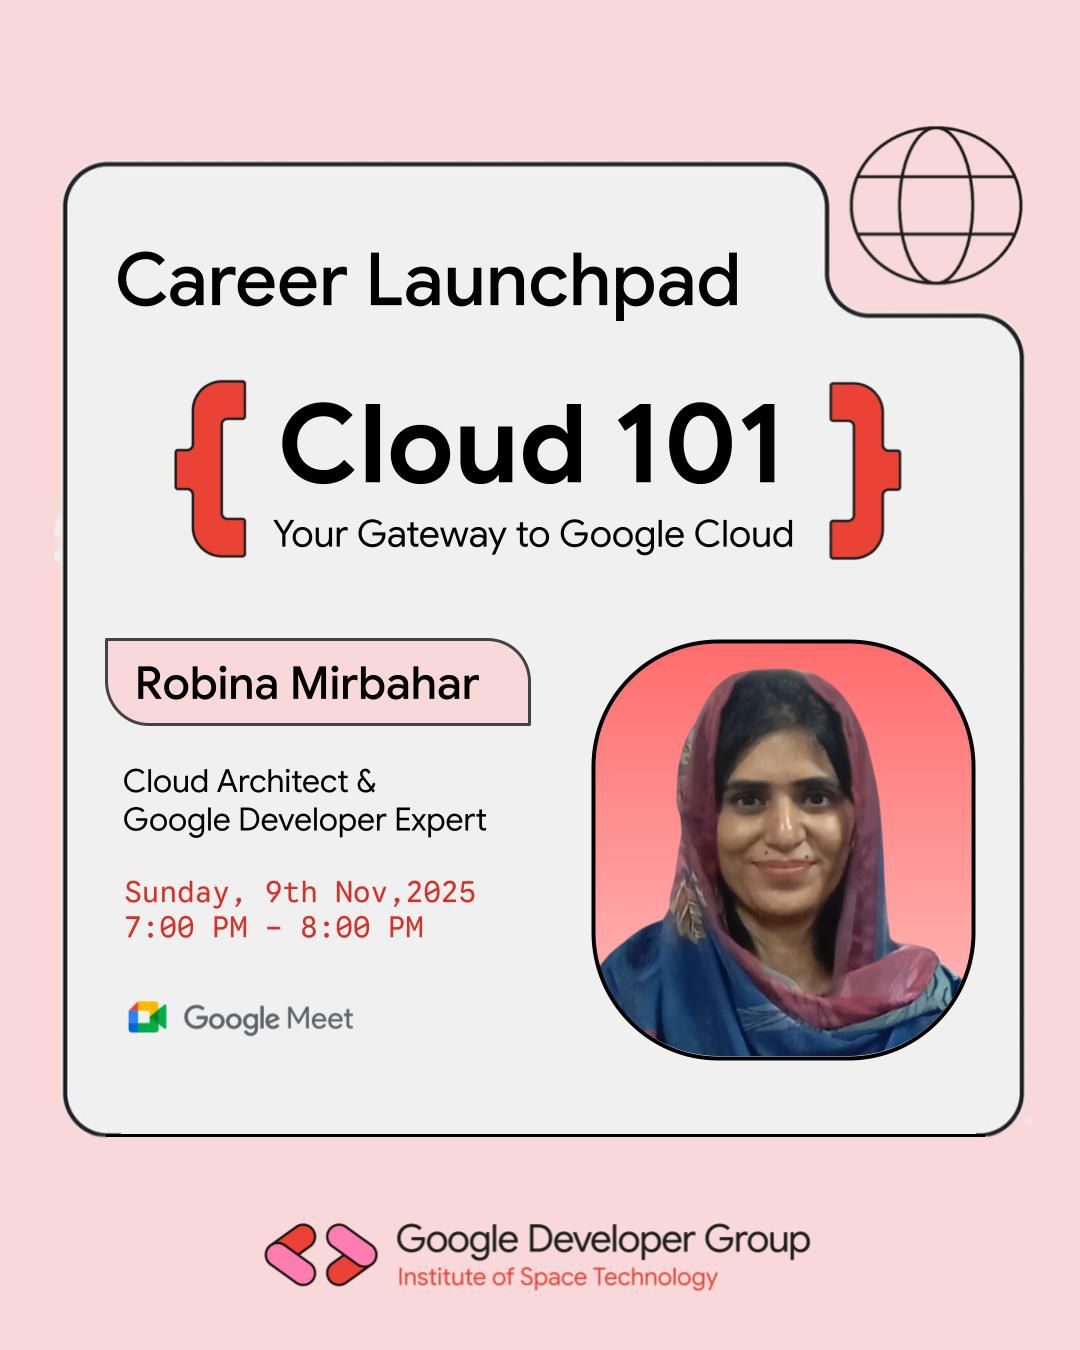 Career Launchpad
Cloud 101
Your Gateway to Google Cloud
Robina Mirbahar
Cloud Architect &
Google Developer Expert
Sunday, 9th Nov,2025
7:00 PM – 8:00 PM
Google Meet
Google Developer Group
Institute of Space Technology